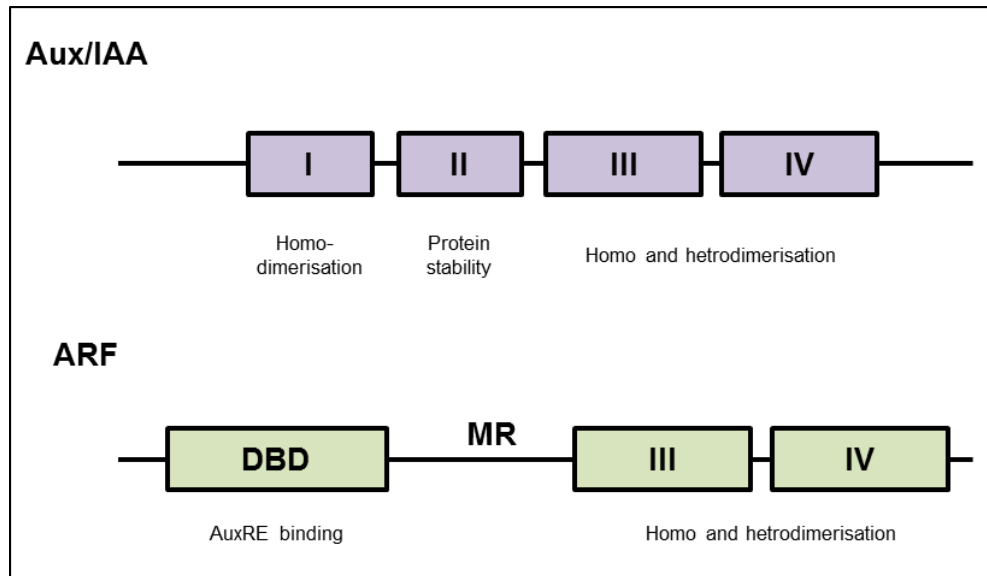 Aux/IAA
I II III IV
Homo-
dimerisation
Protein
stability
Homo and hetrodimerisation
ARF
DBD MR III IV
AuxRE binding
Homo and hetrodimerisation